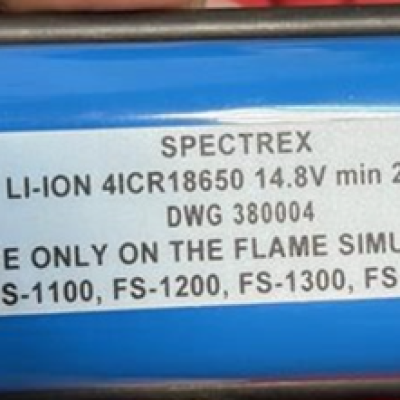 SPECTREX
LI-ION 4ICR18650 14.8V min 2
DWG 380004
E ONLY ON THE FLAME SIMU
S-1100, FS-1200, FS-1300, FS